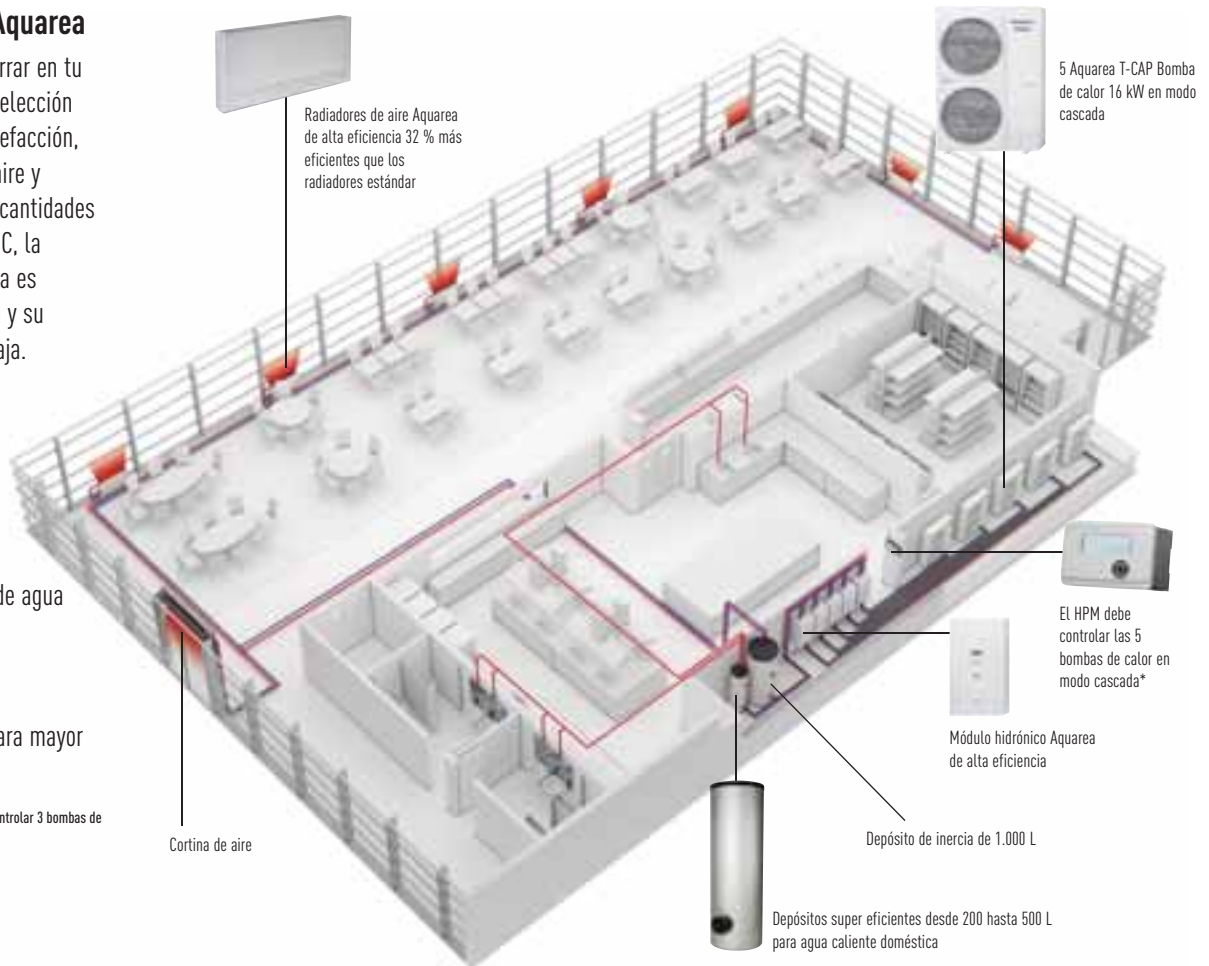 Aquarea
rrar en tu
elección
efacción,
aire y
cantidades
C, la
a es
y su
aja.
de agua
ara mayor
ntrolar 3 bombas de
Radiadores de aire Aquarea
de alta eficiencia 32 % más
eficientes que los
radiadores estándar
5 Aquarea T-CAP Bomba
de calor 16 kW en modo
cascada
El HPM debe
controlar las 5
bombas de calor en
modo cascada*
Módulo hidrónico Aquarea
de alta eficiencia
Depósito de inercia de 1.000 L
Depósitos super eficientes desde 200 hasta 500 L
para agua caliente doméstica
Cortina de aire